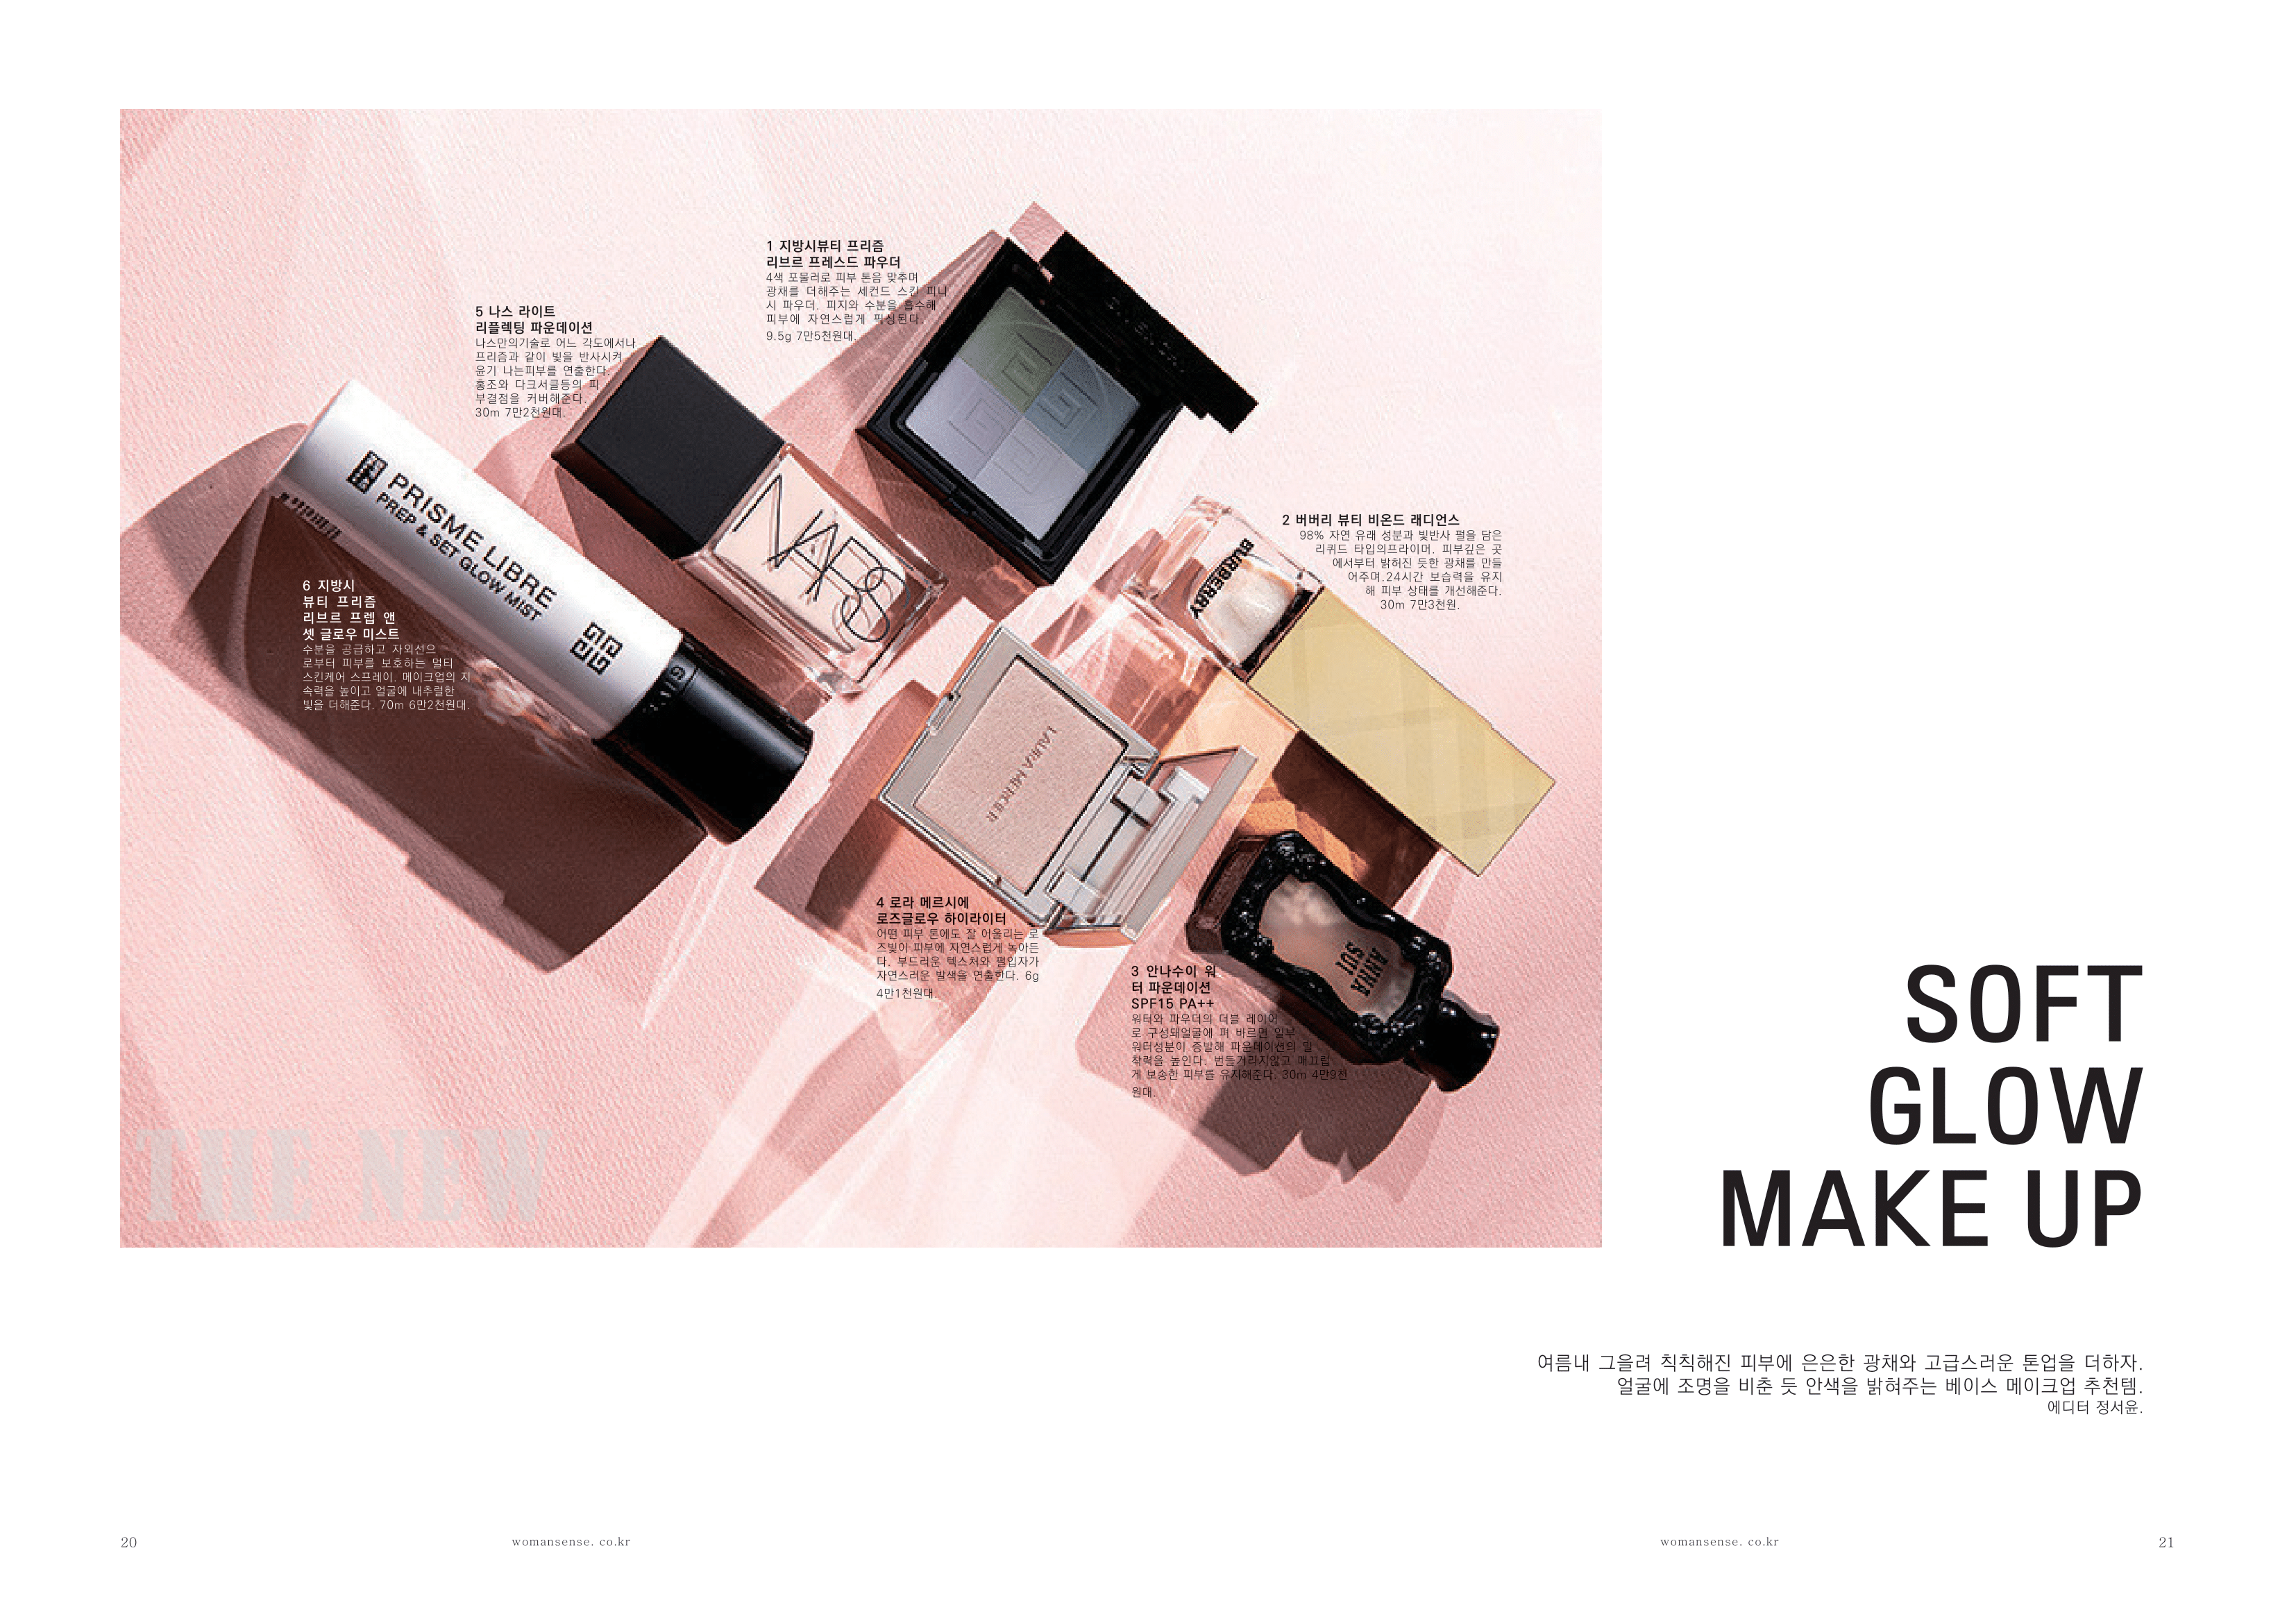 1 지방시뷰티 프리즘
리브르 프레스드 파우더
4색 포뮬러로 피부 톤음 맞추며
광채를 더해주는 세컨드 스킨 피니
시 파우더. 피지와 수분을 흡수해
피부에 자연스럽게 픽싱된다.
9.5g 7만5천원대.
5 나스 라이트
리플렉팅 파운데이션
나스만의기술로 어느 각도에서나
프리즘과 같이 빛을 반사시켜
윤기 나는피부를 연출한다.
홍조와 다크서클등의 피
부결점을 커버해준다.
30m 7만2천원대.
GIVENCHY
PRISME LIBRE
PREP & SET GLOW MIST
NARS
BURBERRY
2 버버리 뷰티 비온드 래디언스
98% 자연 유래 성분과 빛반사 펄을 담은
리퀴드 타입의프라이머. 피부깊은 곳
에서부터 밝혀진 듯한 광채를 만들
어주며.24시간 보습력을 유지
해 피부 상태를 개선해준다.
30m 7만3천원.
6 지방시
뷰티 프리즘
리브르 프렙 앤
셋 글로우 미스트
수분을 공급하고 자외선으
로부터 피부를 보호하는 멀티
스킨케어 스프레이. 메이크업의 지
속력을 높이고 얼굴에 내추럴한
빛을 더해준다. 70m 6만2천원대.
LAURA MERCIER
4 로라 메르시에
로즈글로우 하이라이터
어떤 피부 톤에도 잘 어울리는 로
즈빛이 피부에 자연스럽게 녹아든
다. 부드러운 텍스처와 펄입자가
자연스러운 발색을 연출한다. 6g
4만1천원대.
ANNA
SUI
3 안나수이 워
터 파운데이션
SPF15 PA++
워터와 파우더의 더블 레이어
로 구성돼얼굴에 펴 바르면 일부
워터성분이 증발해 파운데이션의 밀
착력을 높인다. 번들거리지않고 매끄럽
게 보송한 피부를 유지해준다. 30m 4만9천
원대.
THE NEW
SOFT
GLOW
MAKE UP
여름내 그을려 칙칙해진 피부에 은은한 광채와 고급스러운 톤업을 더하자.
얼굴에 조명을 비춘 듯 안색을 밝혀주는 베이스 메이크업 추천템.
에디터 정서윤.
20
womansense. co.kr
womansense. co.kr
21